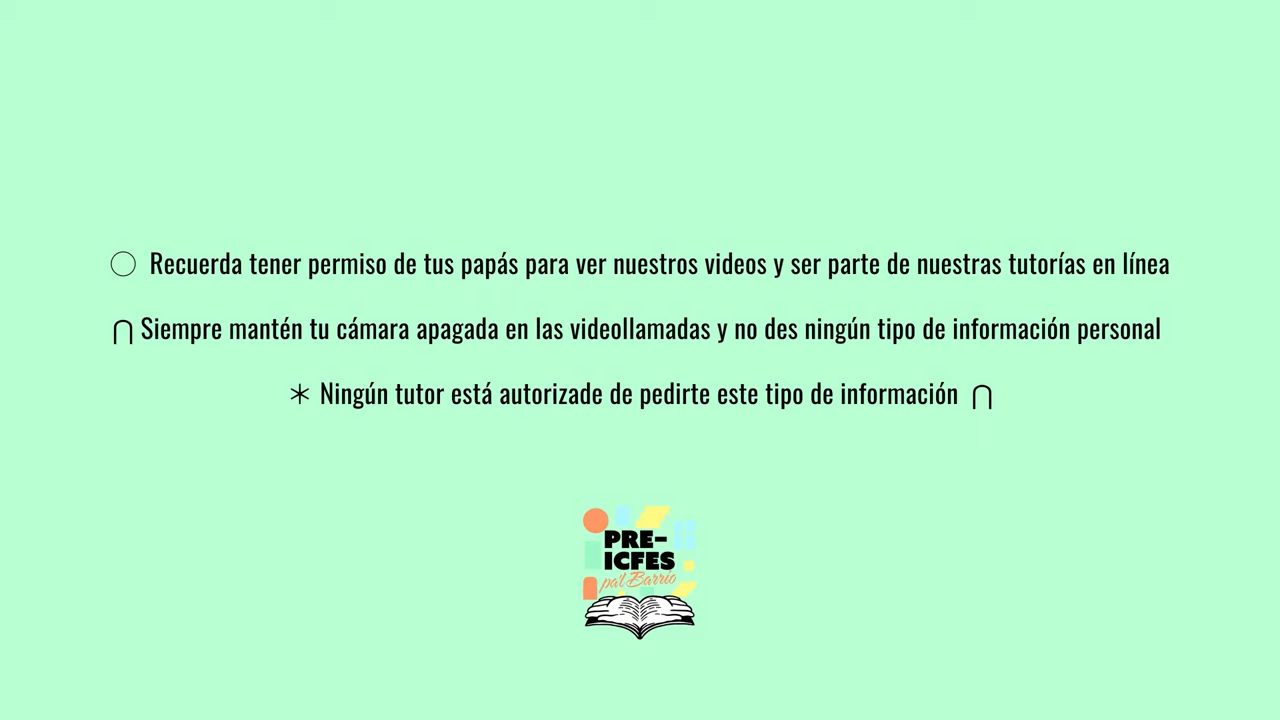 ○ Recuerda tener permiso de tus papás para ver nuestros videos y ser parte de nuestras tutorías en línea
∩ Siempre mantén tu cámara apagada en las videollamadas y no des ningún tipo de información personal
* Ningún tutor está autorizade de pedirte este tipo de información ∩
PRE-
ICFES
pa'l Barrio